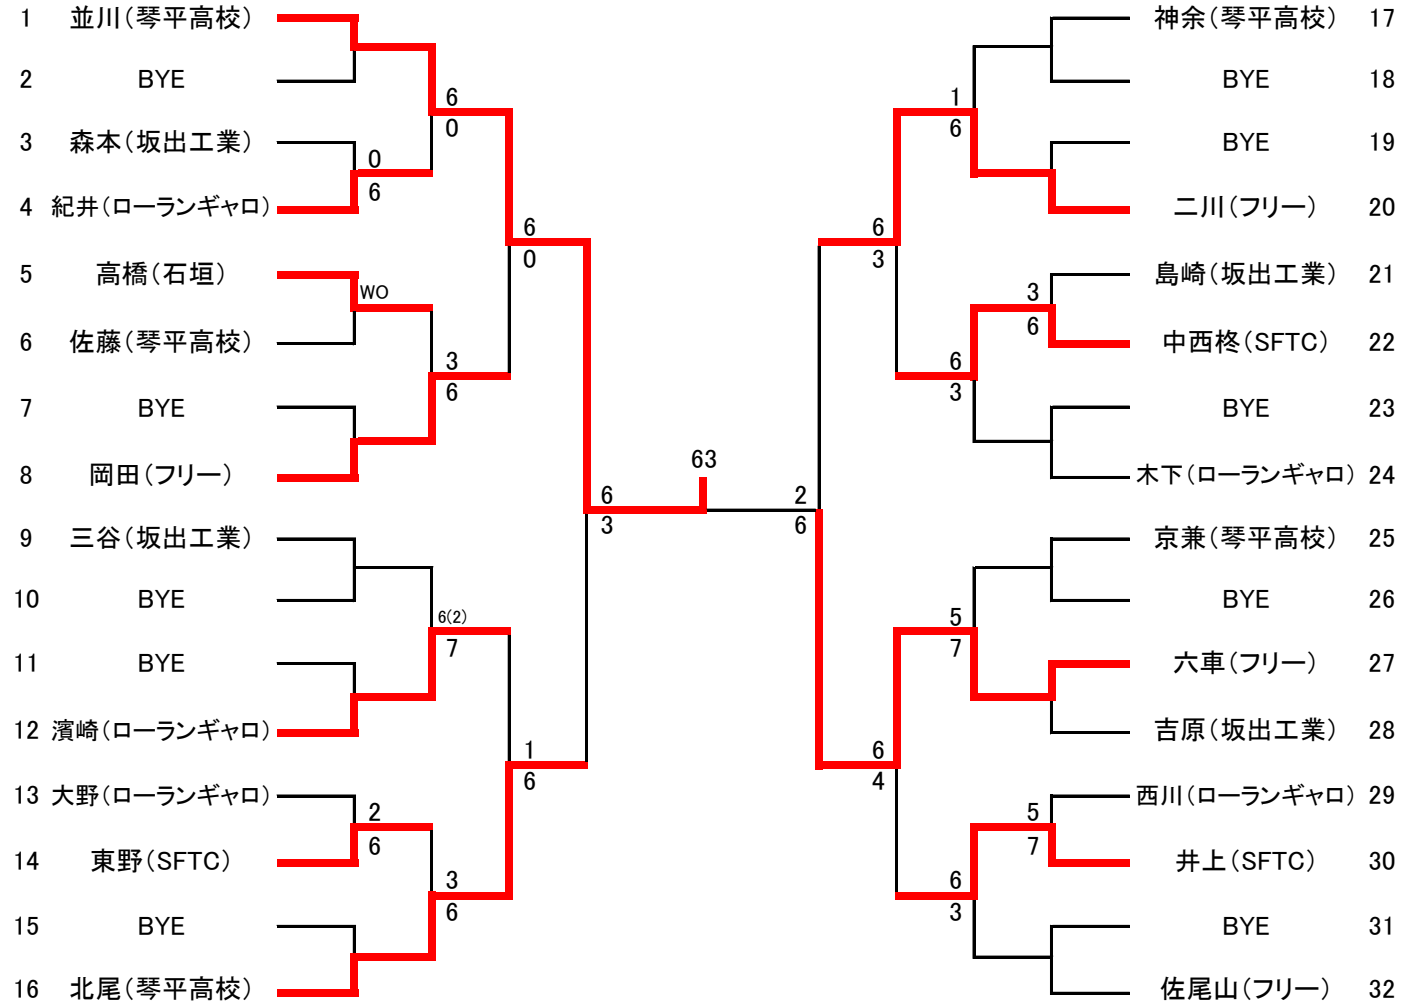 1 並川(琴平高校)
2 BYE
3 森本(坂出工業)
4 紀井(ローランギャロ)
5 高橋(石垣)
6 佐藤(琴平高校)
7 BYE
8 岡田(フリー)
9 三谷(坂出工業)
10 BYE
11 BYE
12 濱崎(ローランギャロ)
13 大野(ローランギャロ)
14 東野(SFTC)
15 BYE
16 北尾(琴平高校)
0
6
WO
2
6
6
0
3
6
6(2)
7
3
6
6
0
1
6
6
3
63
2
6
6
3
6
4
1
6
6
3
5
7
6
3
3
6
5
7
神余(琴平高校) 17
BYE 18
BYE 19
二川(フリー) 20
島崎(坂出工業) 21
中西柊(SFTC) 22
BYE 23
木下(ローランギャロ) 24
京兼(琴平高校) 25
BYE 26
六車(フリー) 27
吉原(坂出工業) 28
西川(ローランギャロ) 29
井上(SFTC) 30
BYE 31
佐尾山(フリー) 32